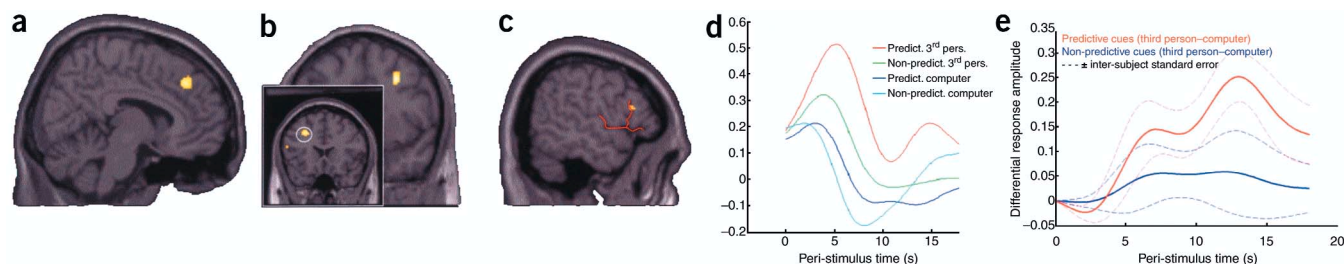 a
b
c
d
0.6
0.5
0.4
0.3
0.2
0.1
0
–0.1
–0.2
0
5
10
15
Peri-stimulus time (s)
Predict. 3rd pers.
Non-predict. 3rd pers.
Predict. computer
Non-predict. computer
e
Differential response amplitude
0.35
0.3
0.25
0.20
0.15
0.10
0.05
0
–0.05
0
5
10
15
20
Peri-stimulus time (s)
Predictive cues (third person–computer)
Non-predictive cues (third person–computer)
± inter-subject standard error